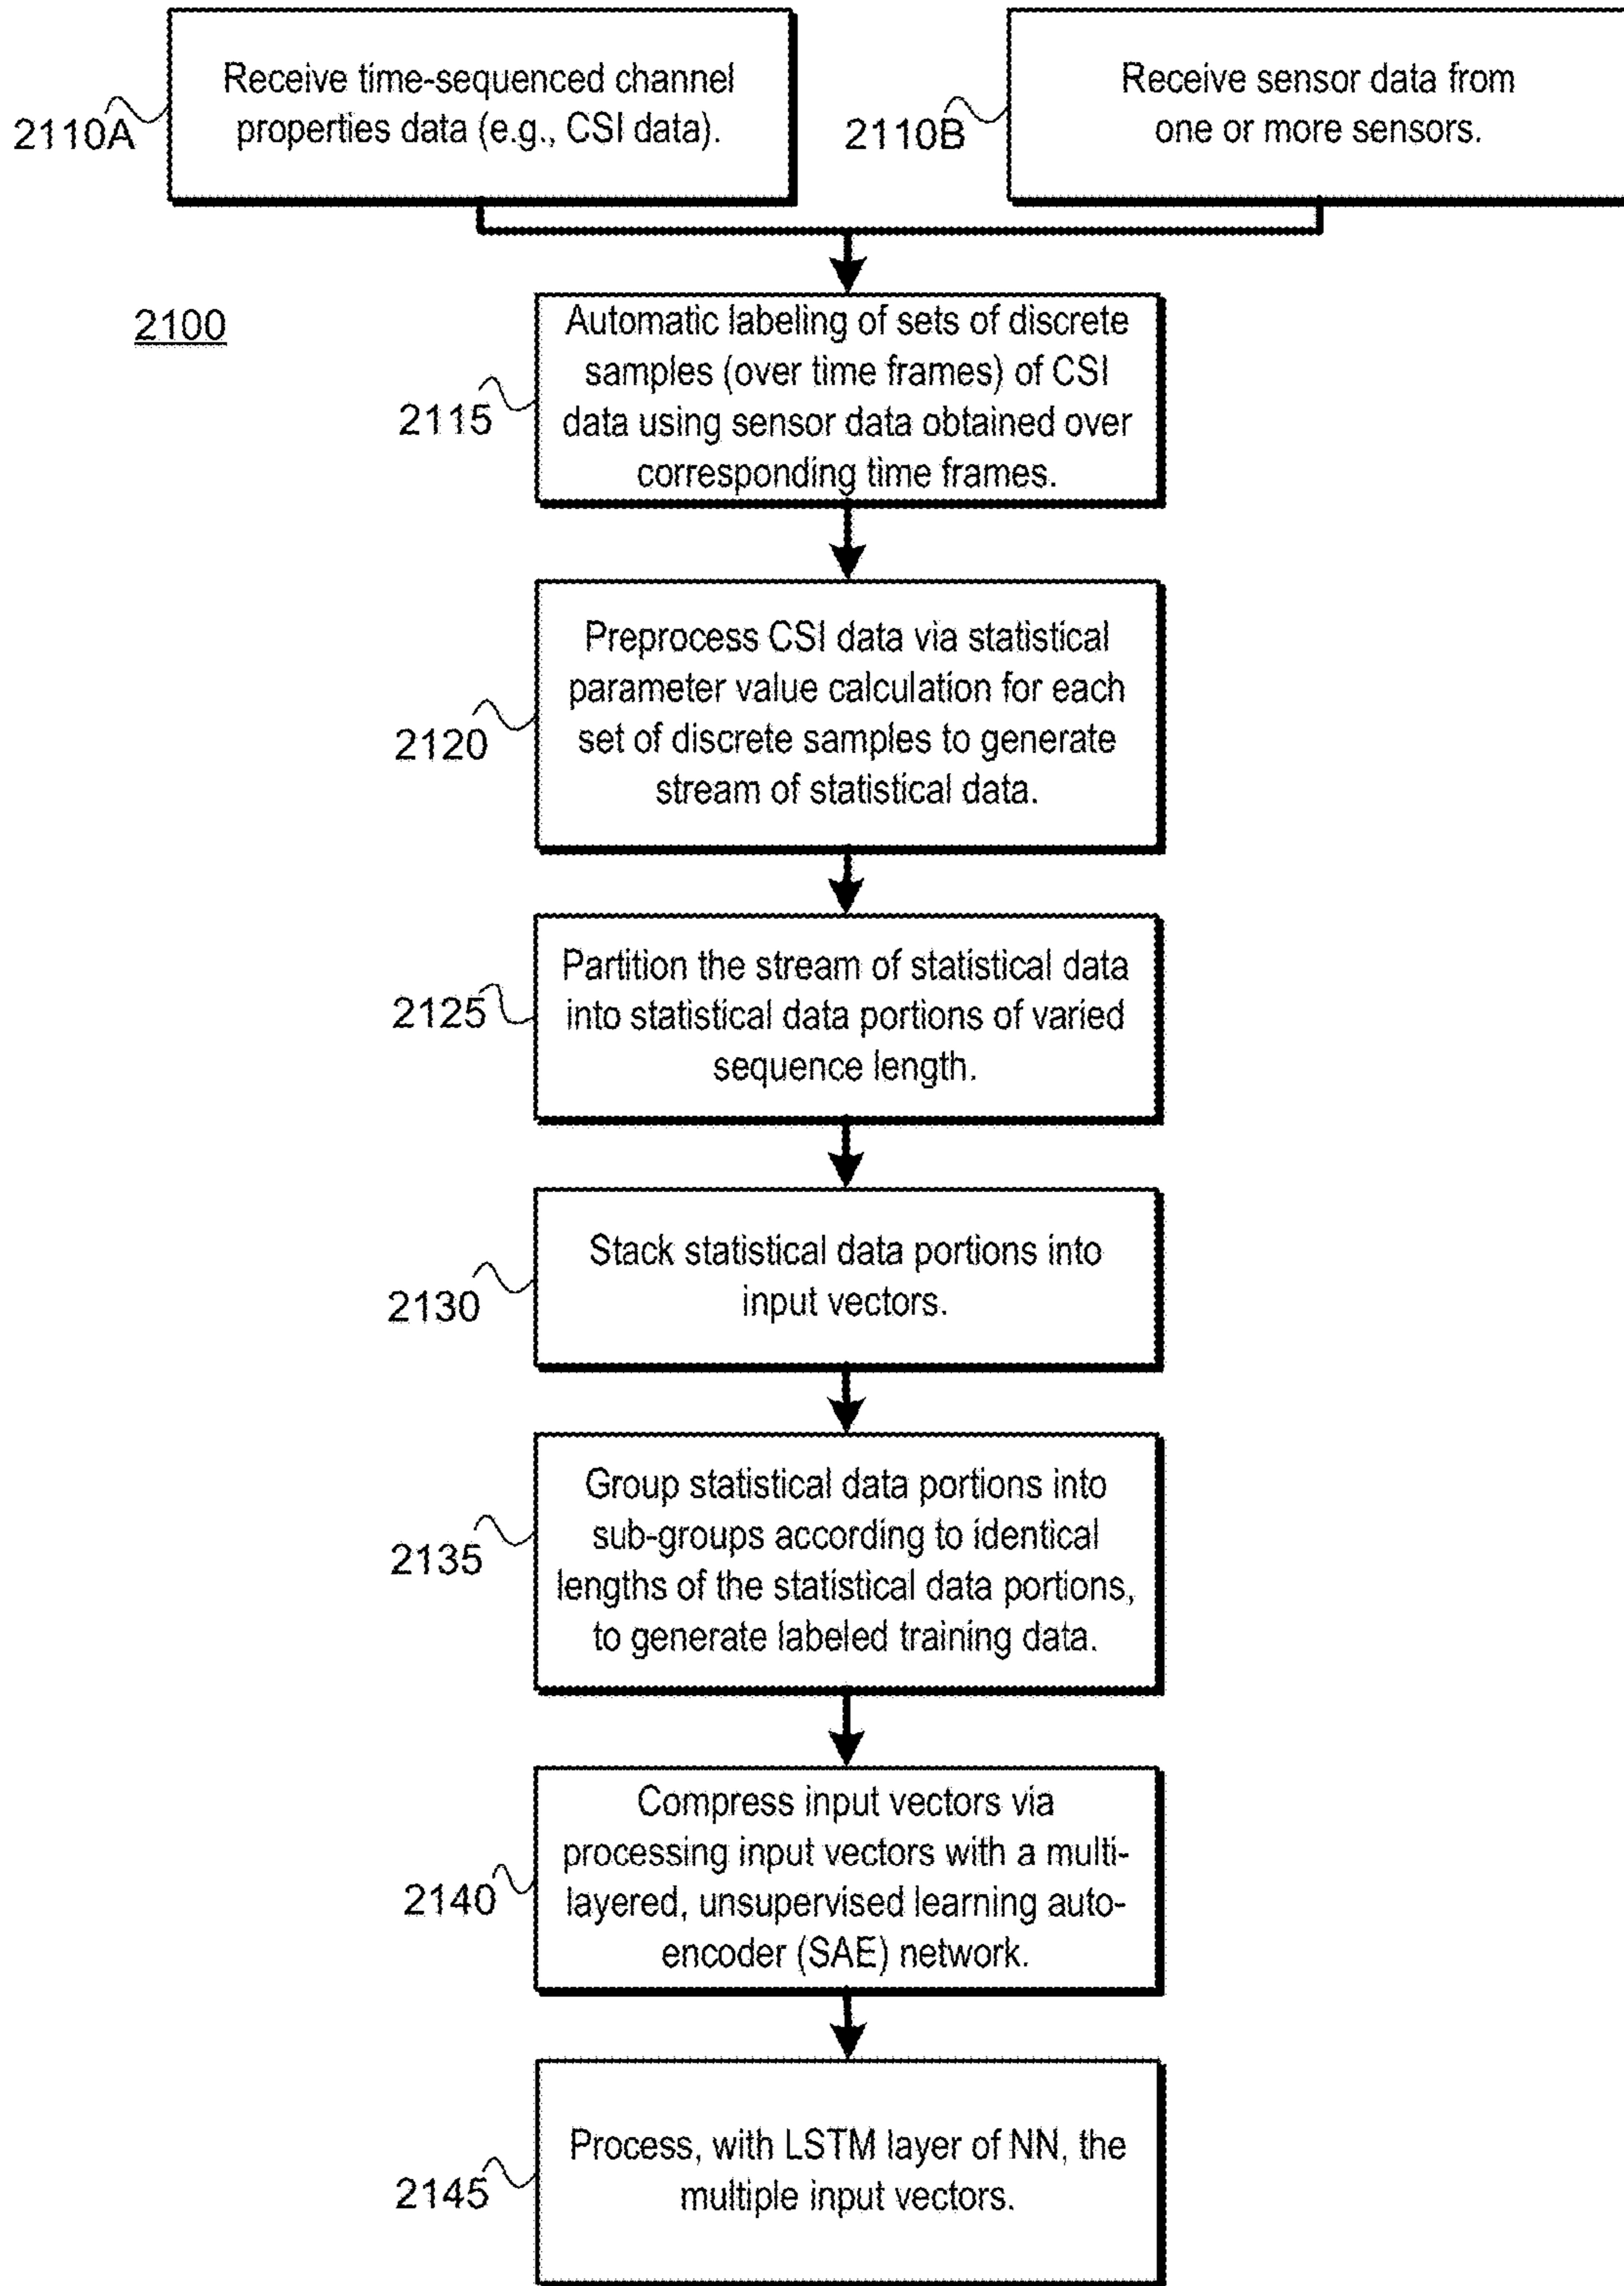 Receive time-sequenced channel
properties data (e.g., CSI data).
2110A
Receive sensor data from
one or more sensors.
2110B
2100
Automatic labeling of sets of discrete
samples (over time frames) of CSI
data using sensor data obtained over
corresponding time frames.
2115
Preprocess CSI data via statistical
parameter value calculation for each
set of discrete samples to generate
stream of statistical data.
2120
Partition the stream of statistical data
into statistical data portions of varied
sequence length.
2125
Stack statistical data portions into
input vectors.
2130
Group statistical data portions into
sub-groups according to identical
lengths of the statistical data portions,
to generate labeled training data.
2135
Compress input vectors via
processing input vectors with a multi-
layered, unsupervised learning auto-
encoder (SAE) network.
2140
Process, with LSTM layer of NN, the
multiple input vectors.
2145